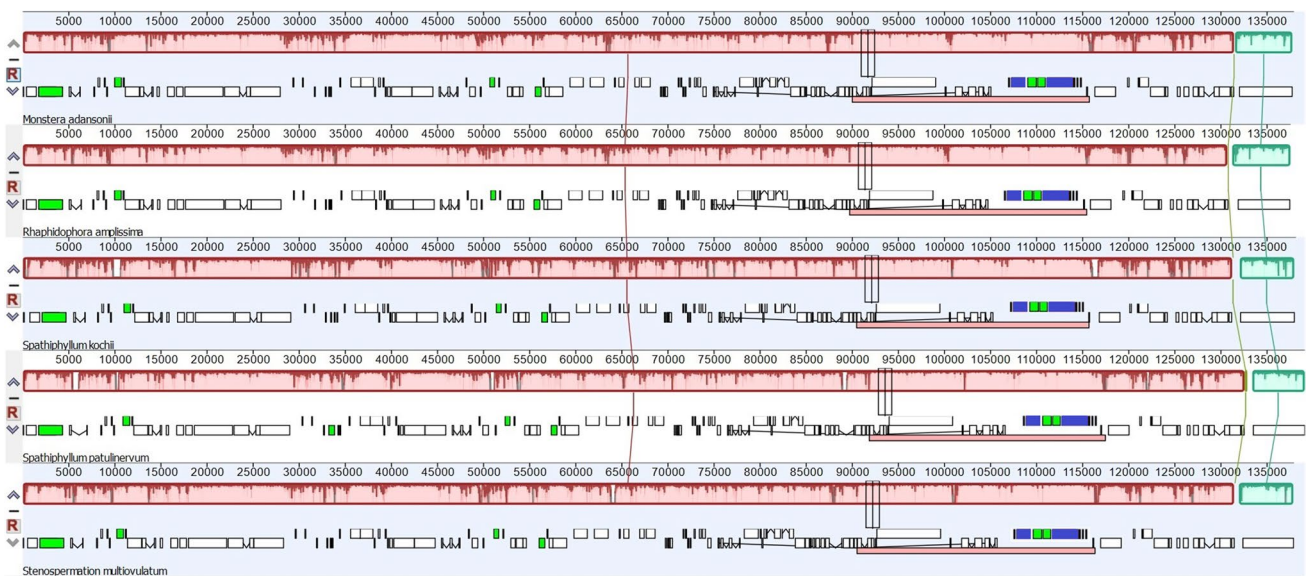 5000 10000 15000 20000 25000 30000 35000 40000 45000 50000 55000 60000 65000 70000 75000 80000 85000 90000 95000 100000 105000 110000 115000 120000 125000 130000 135000
R
Monstera adansonii
5000 10000 15000 20000 25000 30000 35000 40000 45000 50000 55000 60000 65000 70000 75000 80000 85000 90000 95000 100000 105000 110000 115000 120000 125000 130000 135000
R
Rhaphidophora amplissima
5000 10000 15000 20000 25000 30000 35000 40000 45000 50000 55000 60000 65000 70000 75000 80000 85000 90000 95000 100000 105000 110000 115000 120000 125000 130000 135000
R
Spathiphyllum kochii
5000 10000 15000 20000 25000 30000 35000 40000 45000 50000 55000 60000 65000 70000 75000 80000 85000 90000 95000 100000 105000 110000 115000 120000 125000 130000 135000
R
Spathiphyllum patulinervum
5000 10000 15000 20000 25000 30000 35000 40000 45000 50000 55000 60000 65000 70000 75000 80000 85000 90000 95000 100000 105000 110000 115000 120000 125000 130000 135000
R
Stenospermation multiovulatum